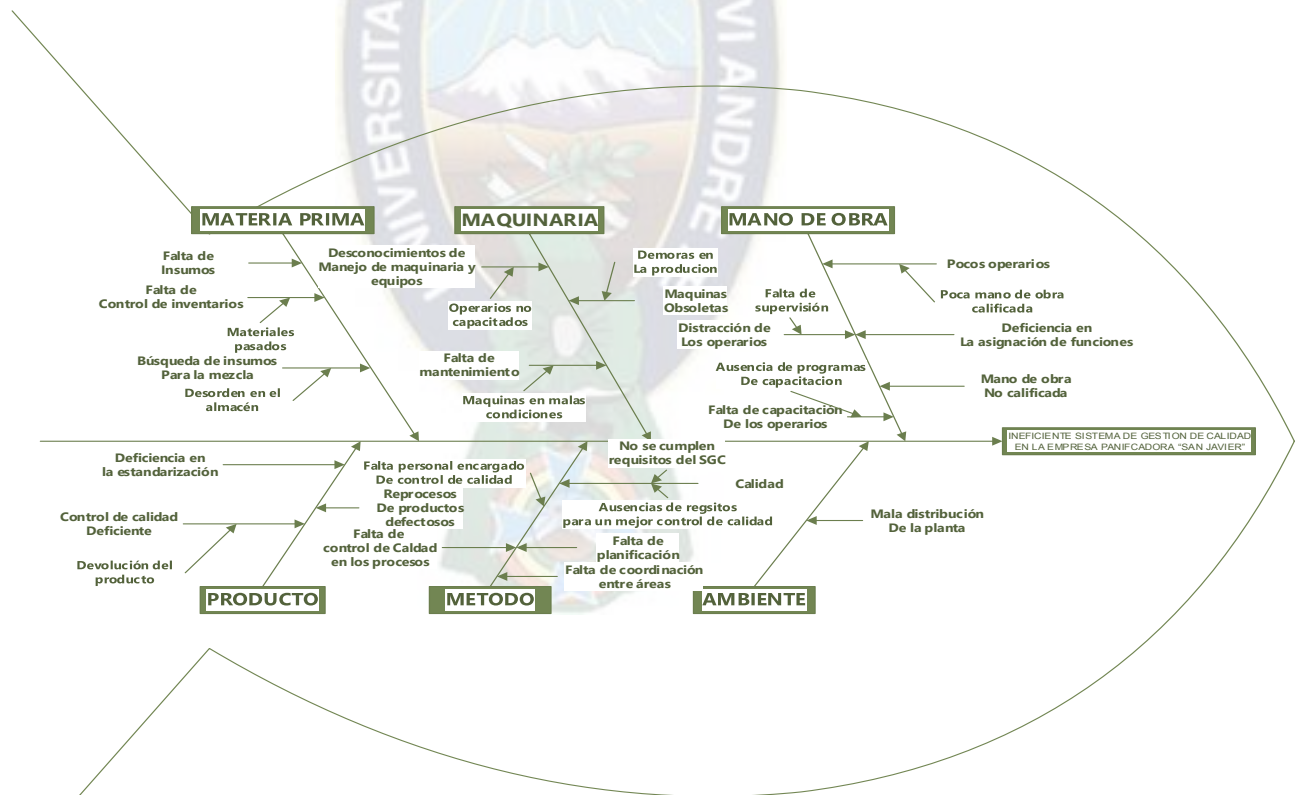 UNIVERSITA
VI ANDRE
MATERIA PRIMA
Falta de
Insumos
Falta de
Control de inventarios
Materiales
pasados
Búsqueda de insumos
Para la mezcla
Desorden en el
almacén
MAQUINARIA
Desconocimientos de
Manejo de maquinaria y
equipos
Operarios no
capacitados
Demoras en
La producion
Maquinas
Obsoletas
Falta de
mantenimiento
Maquinas en malas
condiciones
MANO DE OBRA
Pocos operarios
Poca mano de obra
calificada
Falta de
supervisión
Distracción de
Los operarios
Deficiencia en
La asignación de funciones
Ausencia de programas
De capacitacion
Mano de obra
No calificada
Falta de capacitación
De los operarios
INEFICIENTE SISTEMA DE GESTION DE CALIDAD
EN LA EMPRESA PANIFCADORA "SAN JAVIER"
Deficiencia en
la estandarización
Reprocesos
De productos
defectosos
Control de calidad
Deficiente
Devolución del
producto
PRODUCTO
Falta personal encargado
De control de calidad
No se cumplen
requisitos del SGC
Calidad
Ausencias de regsitos
para un mejor control de calidad
Falta de
control de Caldad
en los procesos
Falta de
planificación
Falta de coordinación
entre áreas
METODO
Mala distribución
De la planta
AMBIENTE